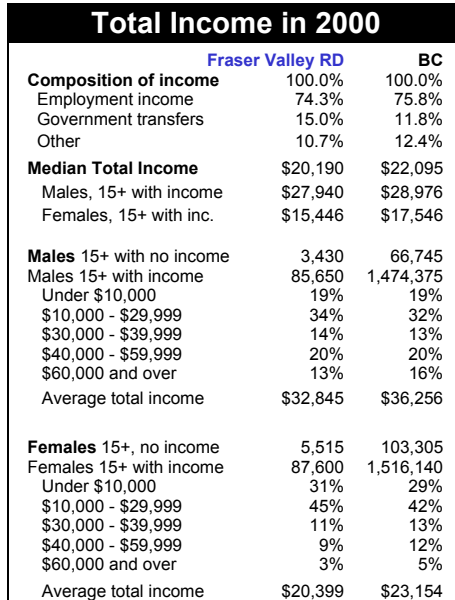 Total Income in 2000
Fraser Valley RD BC
Composition of income 100.0% 100.0%
Employment income 74.3% 75.8%
Government transfers 15.0% 11.8%
Other 10.7% 12.4%
Median Total Income $20,190 $22,095
Males, 15+ with income $27,940 $28,976
Females, 15+ with inc. $15,446 $17,546
Males 15+ with no income 3,430 66,745
Males 15+ with income 85,650 1,474,375
Under $10,000 19% 19%
$10,000 - $29,999 34% 32%
$30,000 - $39,999 14% 13%
$40,000 - $59,999 20% 20%
$60,000 and over 13% 16%
Average total income $32,845 $36,256
Females 15+, no income 5,515 103,305
Females 15+ with income 87,600 1,516,140
Under $10,000 31% 29%
$10,000 - $29,999 45% 42%
$30,000 - $39,999 11% 13%
$40,000 - $59,999 9% 12%
$60,000 and over 3% 5%
Average total income $20,399 $23,154